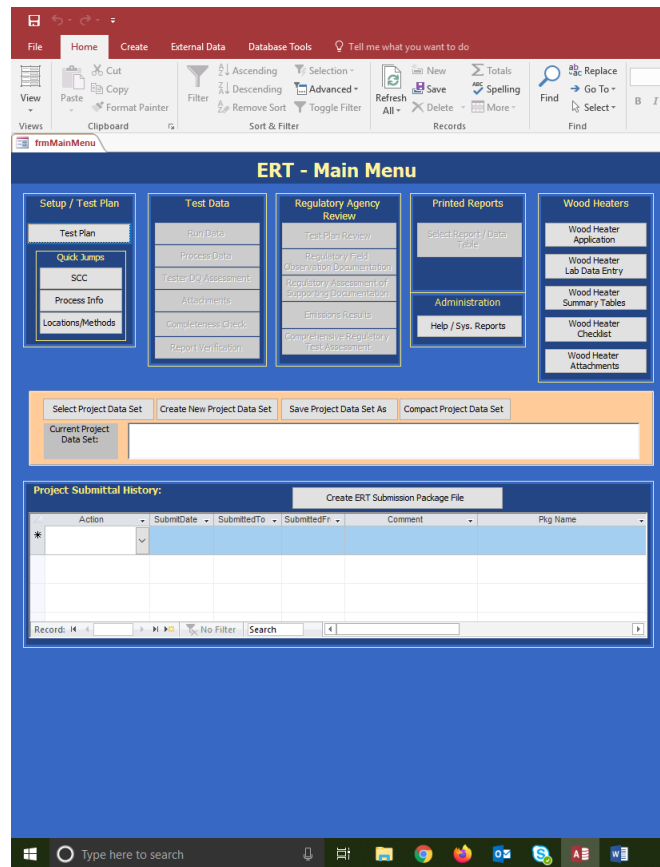 File Home Create External Data Database Tools Tell me what you want to do
View
Paste
Cut
Copy
Format Painter
Filter
Ascending
Descending
Remove Sort
Selection
Advanced
Toggle Filter
Refresh
All
New
Save
Delete
Totals
Spelling
More
Find
Replace
Go To
Select
B I
Views Clipboard Sort & Filter Records Find
frmMainMenu
ERT - Main Menu
Setup / Test Plan
Test Plan
Quick Jumps
SCC
Process Info
Locations/Methods
Test Data
Run Data
Process Data
Tester DQ Assessment
Attachments
Completeness Check
Report Verification
Regulatory Agency
Review
Test Plan Review
Regulatory Field
Observation Documentation
Regulatory Assessment of
Supporting Documentation
Emissions Results
Comprehensive Regulatory
Test Assessment
Printed Reports
Select Report / Data
Table
Administration
Help / Sys. Reports
Wood Heaters
Wood Heater
Application
Wood Heater
Lab Data Entry
Wood Heater
Summary Tables
Wood Heater
Checklist
Wood Heater
Attachments
Select Project Data Set Create New Project Data Set Save Project Data Set As Compact Project Data Set
Current Project
Data Set:
Project Submittal History:
Create ERT Submission Package File
Action SubmitDate SubmittedTo SubmittedFr Comment Pkg Name
Record: No Filter Search
Type here to search